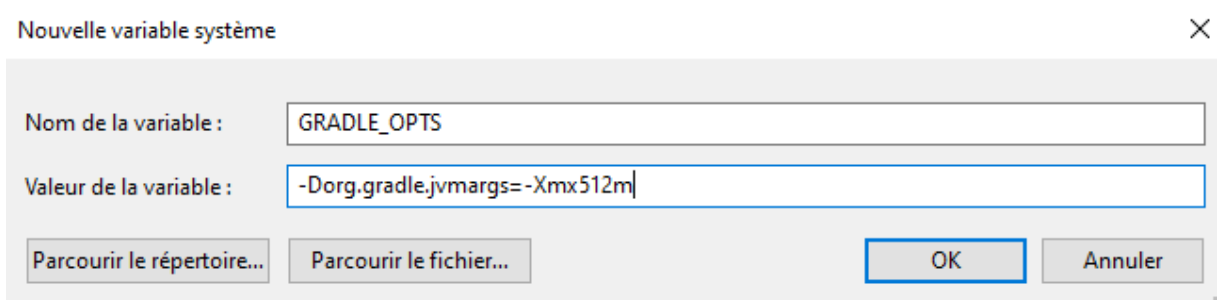 Nouvelle variable système
Nom de la variable : GRADLE_OPTS
Valeur de la variable : -Dorg.gradle.jvmargs=-Xmx512m
Parcourir le répertoire... Parcourir le fichier... OK Annuler